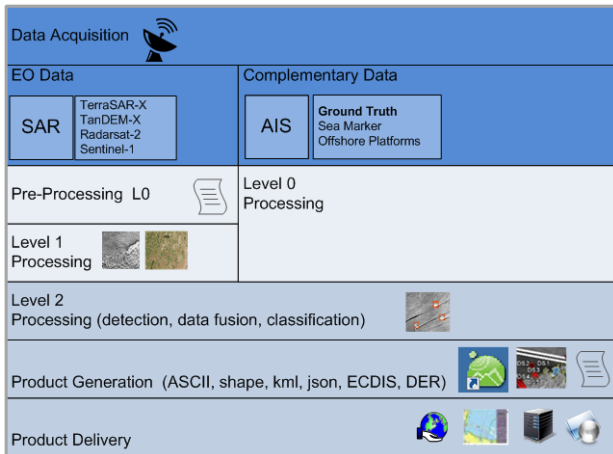 Data Acquisition
EO Data
SAR
TerraSAR-X
TanDEM-X
Radarsat-2
Sentinel-1
Complementary Data
AIS
Ground Truth
Sea Marker
Offshore Platforms
Pre-Processing L0
Level 0
Processing
Level 1
Processing
Level 2
Processing (detection, data fusion, classification)
Product Generation (ASCII, shape, kml, json, ECDIS, DER)
Product Delivery